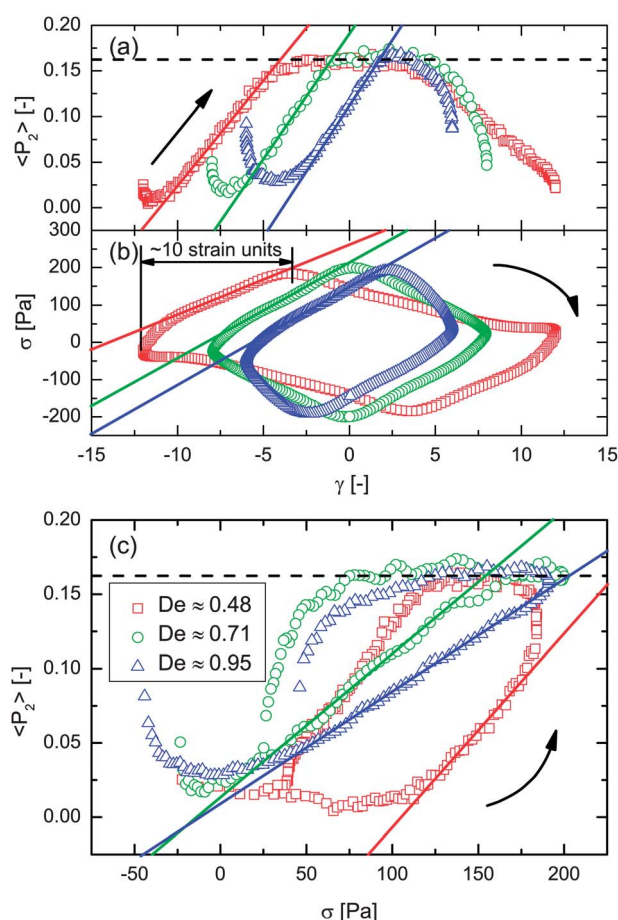 (a)
<P2> [-]
0.20
0.15
0.10
0.05
0.00
(b)
~10 strain units
σ [Pa]
300
200
100
0
-100
-200
-15 -10 -5 0 5 10 15
γ [-]
(c)
<P2> [-]
0.20
0.15
0.10
0.05
0.00
De ≈ 0.48
De ≈ 0.71
De ≈ 0.95
-50 0 50 100 150 200
σ [Pa]